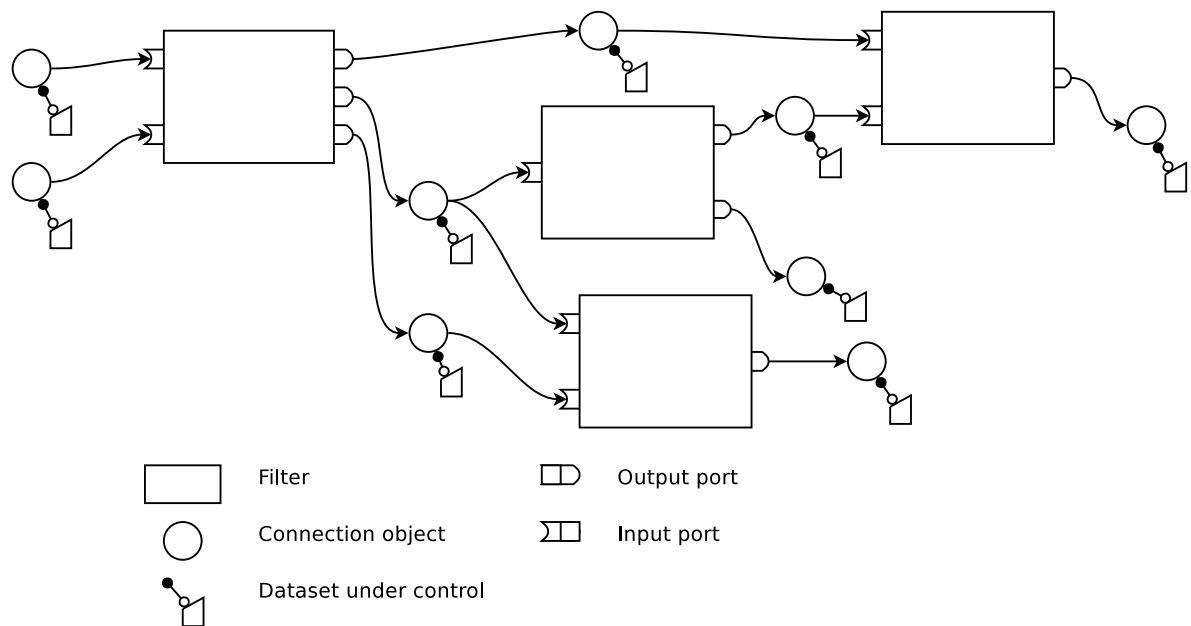 Filter
Output port
Connection object
Input port
Dataset under control